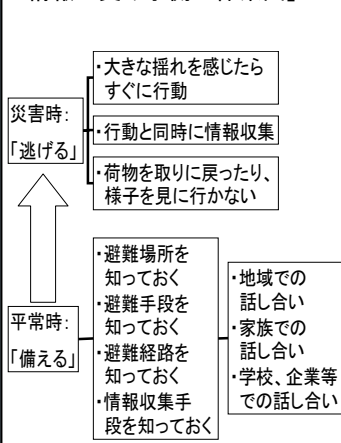 災害時:
「逃げる」
・大きな揺れを感じたら
すぐに行動
・行動と同時に情報収集
・荷物を取りに戻ったり、
様子を見に行かない
平常時:
「備える」
・避難場所を
知っておく
・避難手段を
知っておく
・避難経路を
知っておく
・情報収集手
段を知っておく
・地域での
話し合い
・家族での
話し合い
・学校、企業等
での話し合い